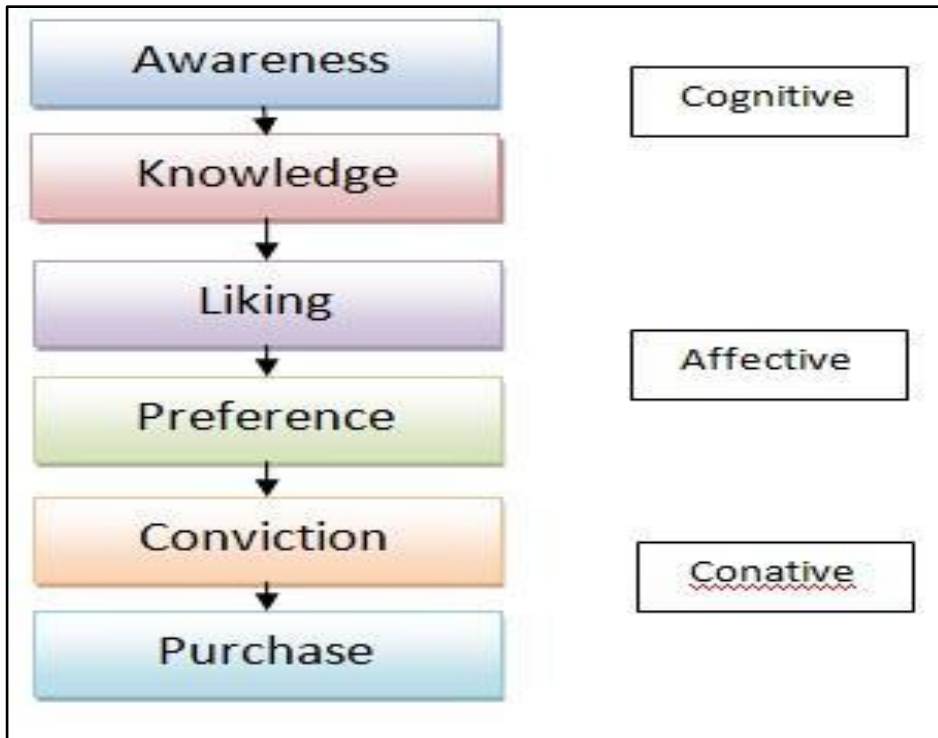 Awareness
Cognitive
Knowledge
Liking
Affective
Preference
Conviction
Conative
Purchase